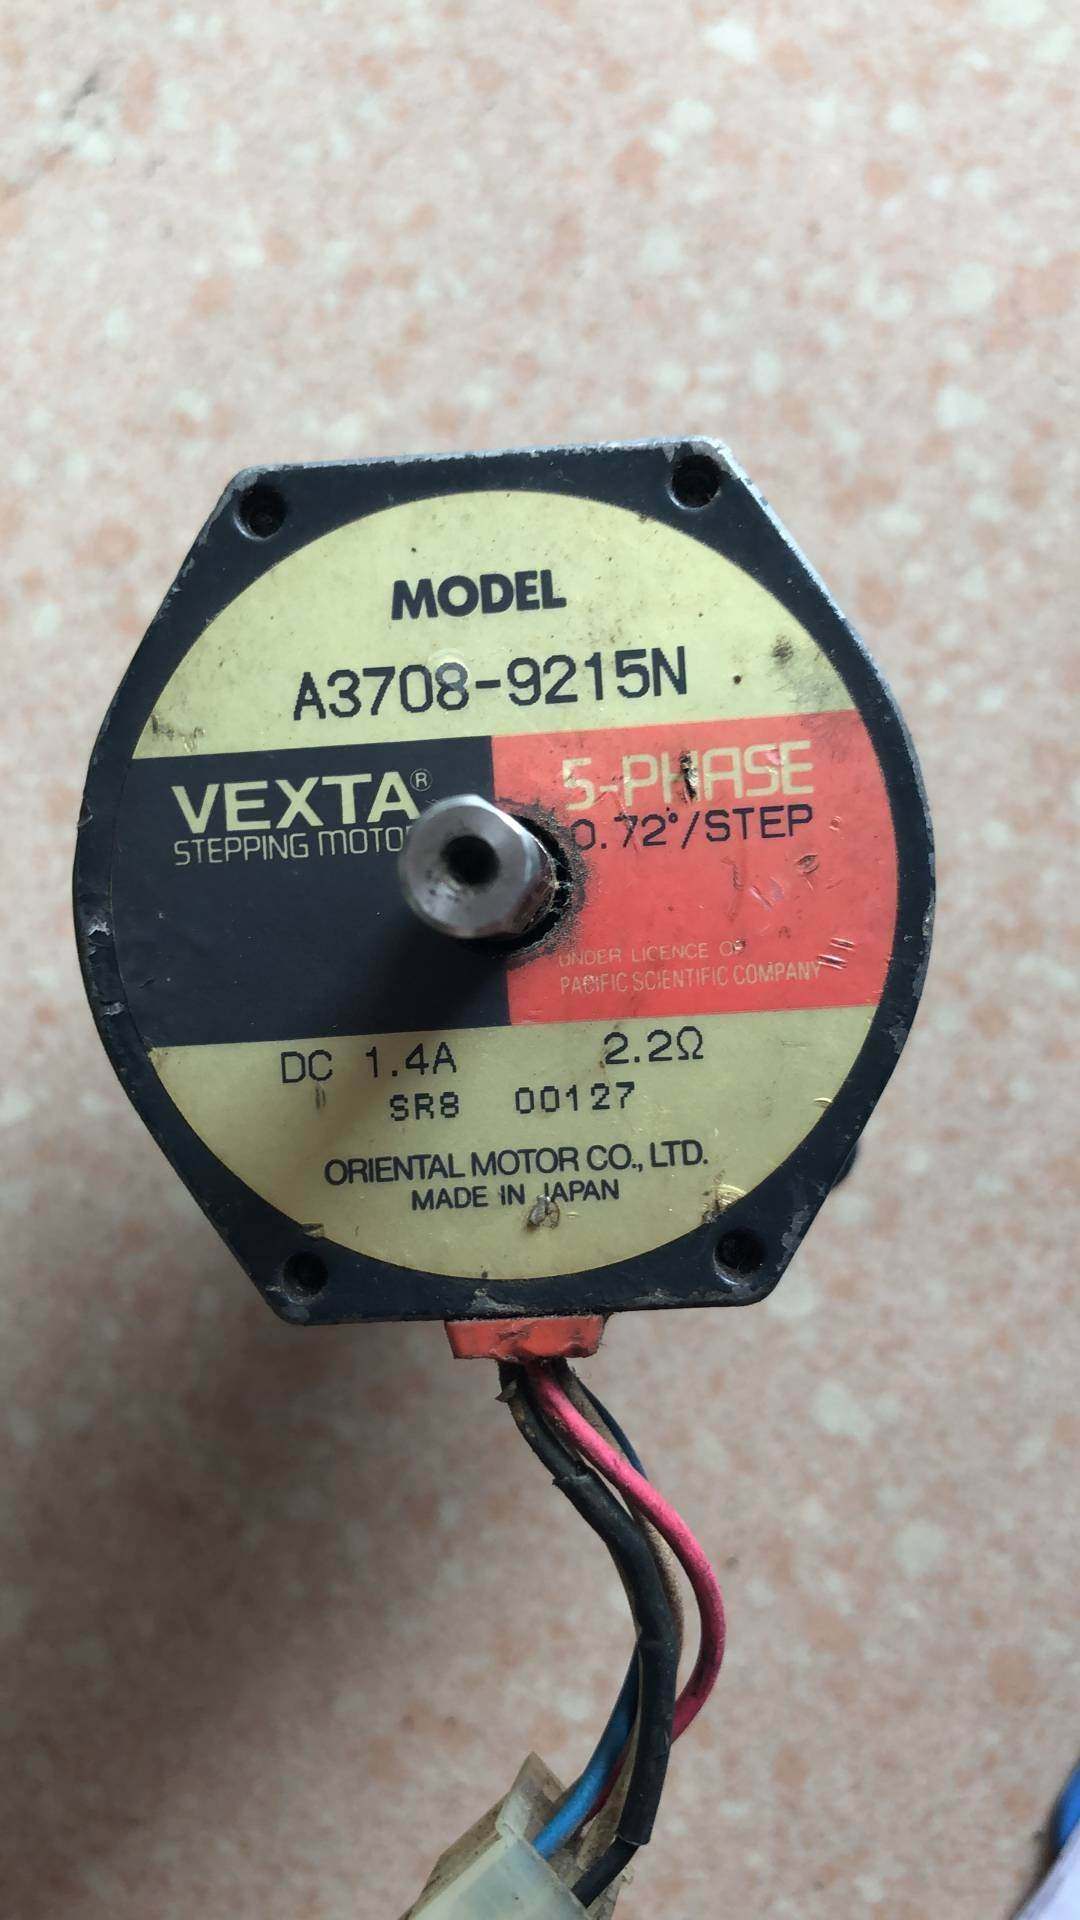 MODEL
A3708-9215N
VEXTA®
STEPPING MOTOR
5-PHASE
0.72°/STEP
UNDER LICENCE OF
PACIFIC SCIENTIFIC COMPANY
DC 1.4A 2.2Ω
SR8 00127
ORIENTAL MOTOR CO., LTD.
MADE IN JAPAN